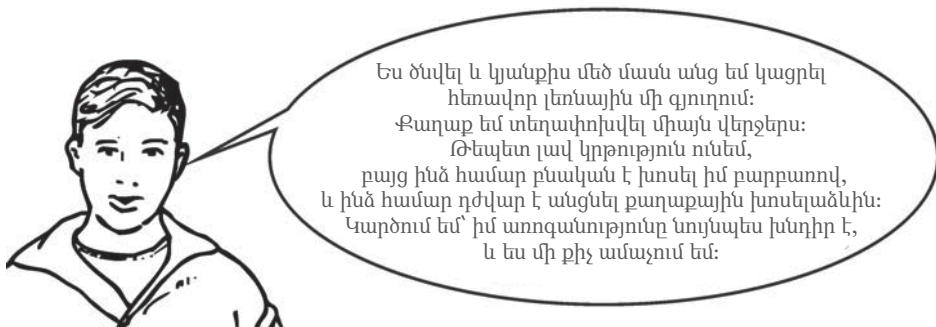 Ես ծնվել և կյանքիս մեծ մասն անց եմ կացրել
հեռավոր լեռնային մի գյուղում:
Քաղաք եմ տեղափոխվել միայն վերջերս:
Թեպետ լավ կրթություն ունեմ,
բայց ինձ համար բնական է խոսել իմ բարբառով,
և ինձ համար դժվար է անցնել քաղաքային խոսելաձևին:
Կարծում եմ՝ իմ առոգանությունը նույնպես խնդիր է,
և ես մի քիչ ամաչում եմ: